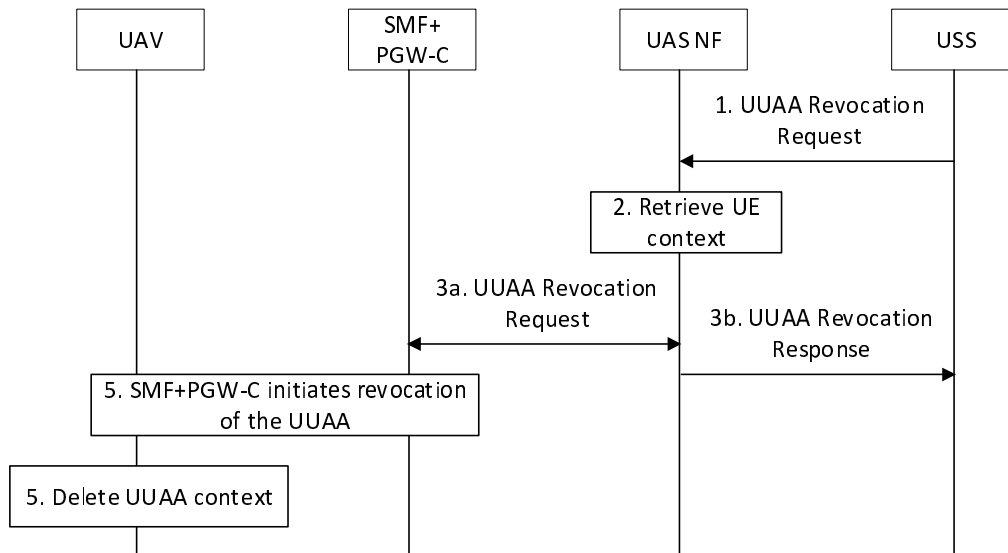 UAV
SMF+
PGW-C
UAS NF
USS
1. UUAA Revocation
Request
2. Retrieve UE
context
3a. UUAA Revocation
Request
3b. UUAA Revocation
Response
5. SMF+PGW-C initiates revocation
of the UUAA
5. Delete UUAA context